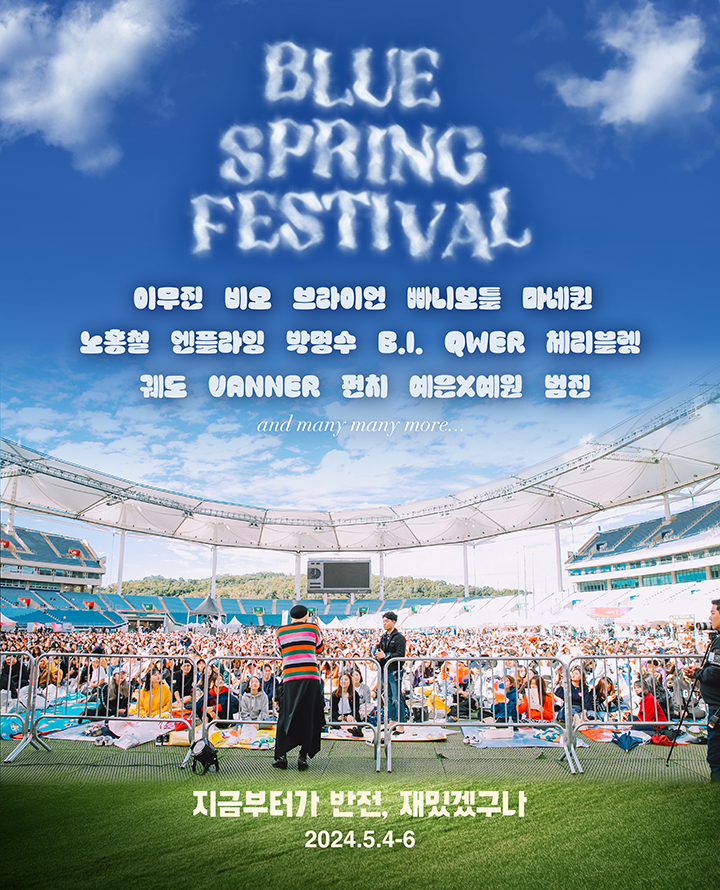 BLUE
SPRING
FESTIVAL
이무진 비오 브라이언 빠니보틀 마네퀸
노홍철 엔플라잉 박명수 B.I. QWER 체리블렛
궤도 VANNER 펀치 예은X예원 범진
and many many more...
지금부터가 반전, 재밌겠구나
2024.5.4-6